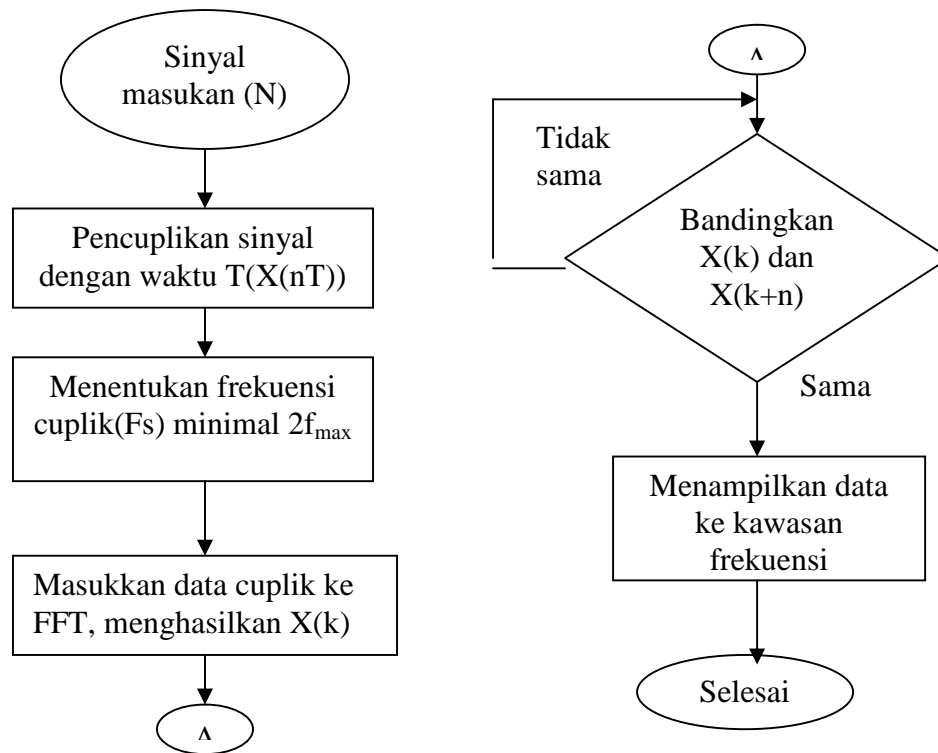 Sinyal
masukan (N)
Pencuplikan sinyal
dengan waktu T(X(nT))
Menentukan frekuensi
cuplik(Fs) minimal 2fmax
Masukkan data cuplik ke
FFT, menghasilkan X(k)
Tidak
sama
Bandingkan
X(k) dan
X(k+n)
Sama
Menampilkan data
ke kawasan
frekuensi
Selesai